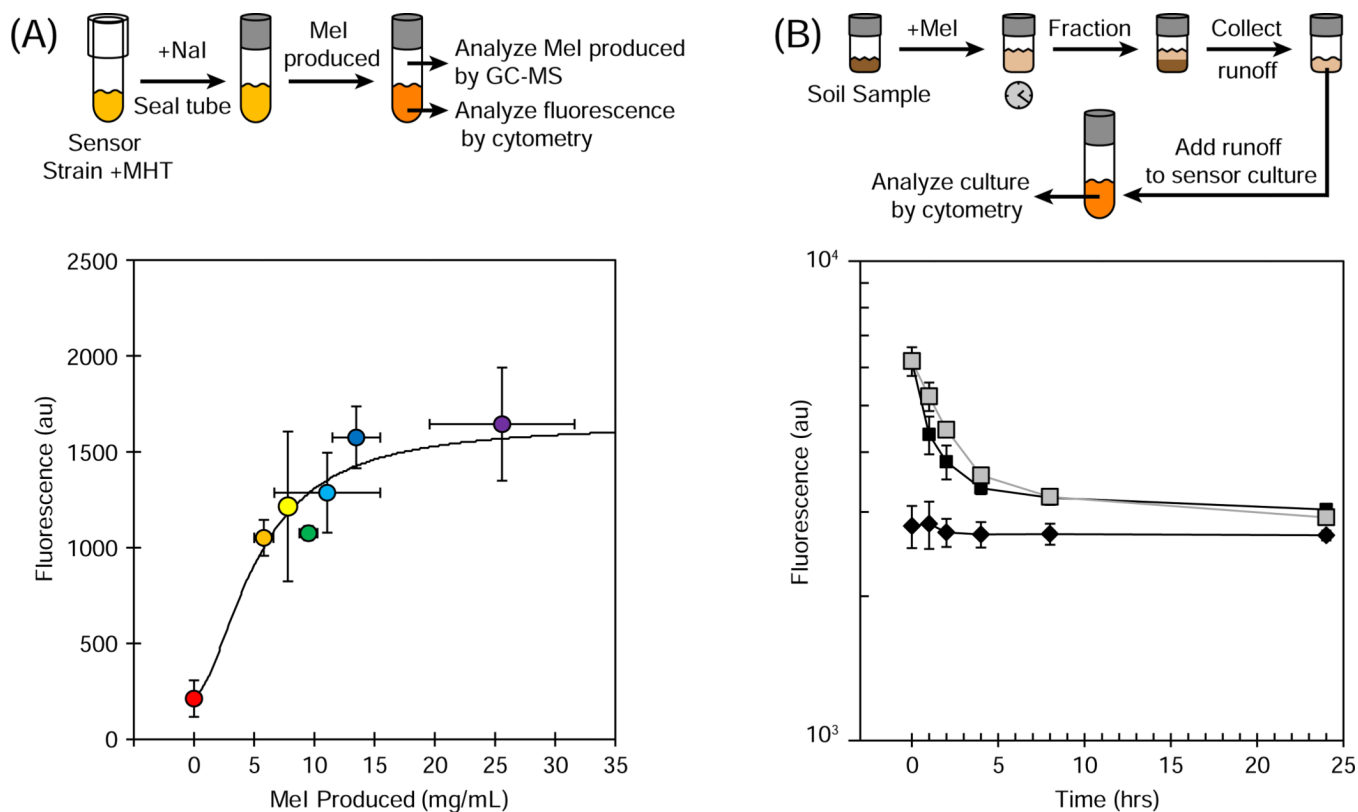 (A)
+NaI
Seal tube
MeI
produced
Analyze MeI produced
by GC-MS
Analyze fluorescence
by cytometry
Sensor
Strain +MHT
2500
2000
1500
1000
500
0
Fluorescence (au)
0 5 10 15 20 25 30 35
MeI Produced (mg/mL)
(B)
+MeI
Fraction
Collect
runoff
Soil Sample
Add runoff
to sensor culture
Analyze culture
by cytometry
10⁴
10³
Fluorescence (au)
0 5 10 15 20 25
Time (hrs)